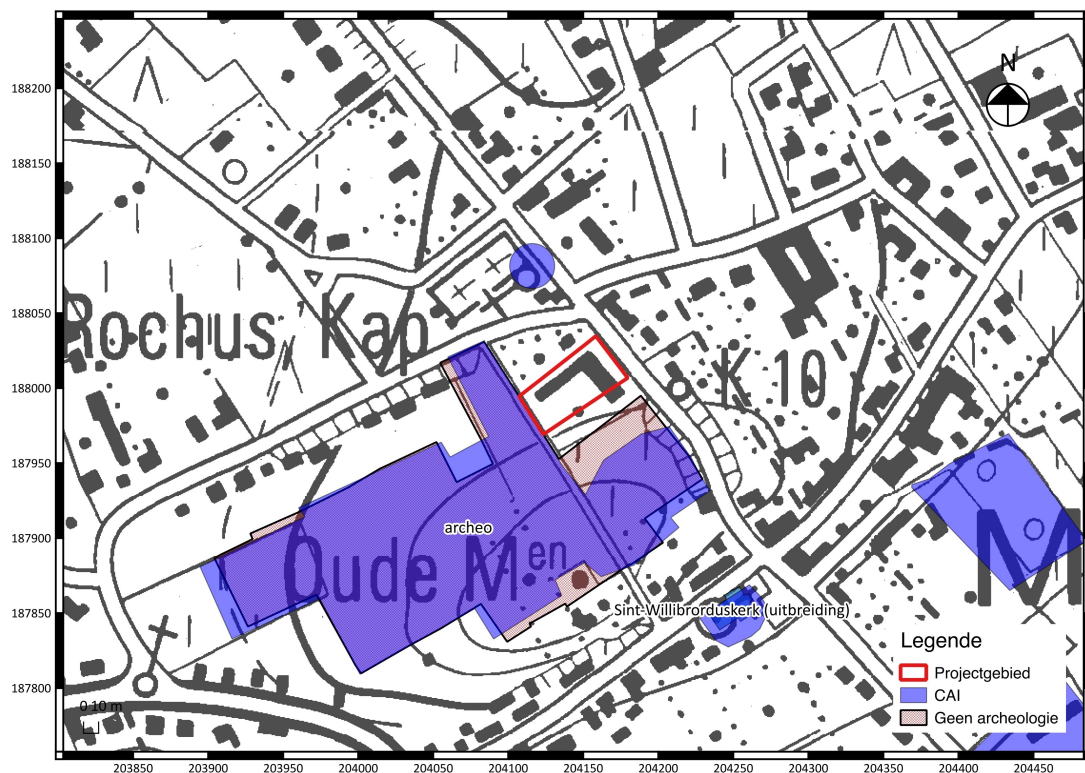 N
188200
188150
188100
188050
Rochus Kap
188000
K 10
187950
archeo
187900
Oude Men
M
187850
Sint-Willibrorduskerk (uitbreiding)
Legende
Projectgebied
187800
CAI
0 10 m
Geen archeologie
203850 203900 203950 204000 204050 204100 204150 204200 204250 204300 204350 204400 204450